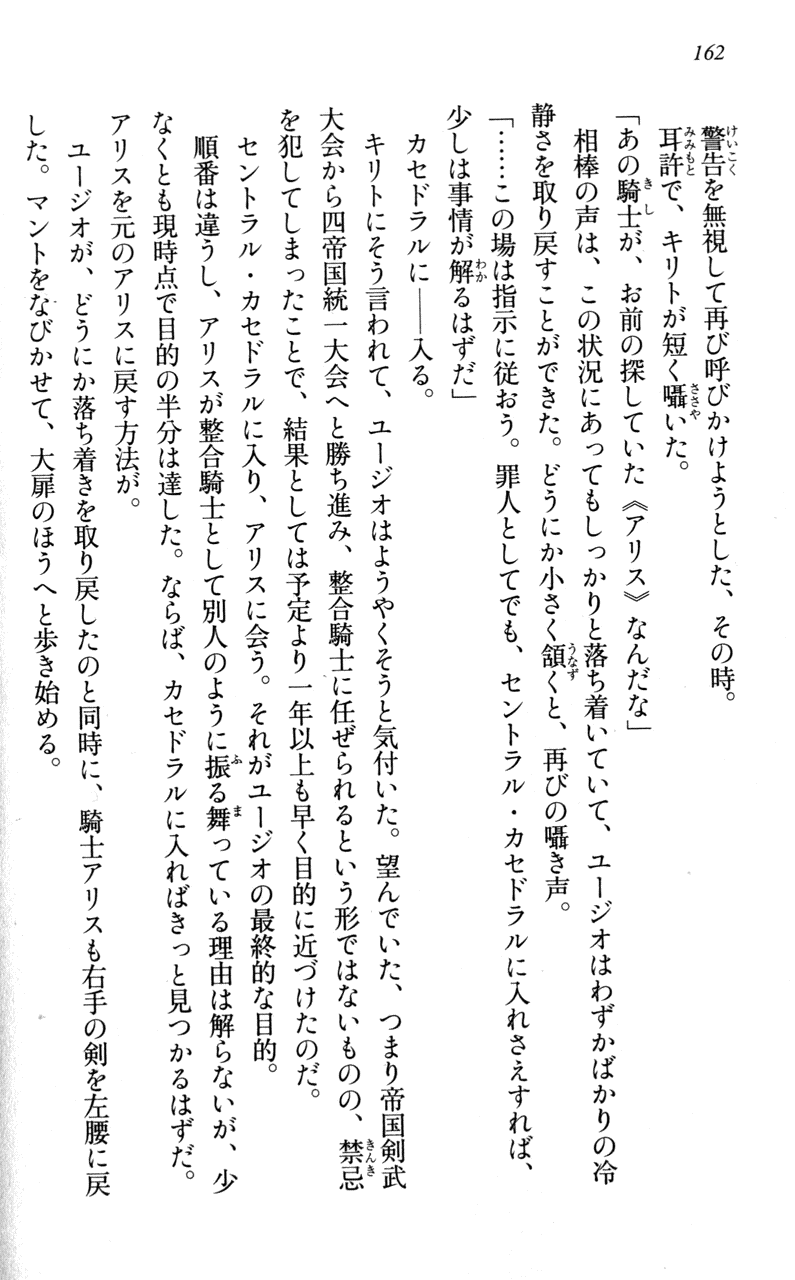 162
警告を無視して再び呼びかけようとした、その時。
耳許で、キリトが短く囁いた。
「あの騎士が、お前の探していた《アリス》なんだな」
相棒の声は、この状況にあってもしっかりと落ち着いていて、ユージオはわずかばかりの冷
静さを取り戻すことができた。どうにか小さく頷くと、再びの囁き声。
「……この場は指示に従おう。罪人としてでも、セントラル・カセドラルに入れさえすれば、
少しは事情が解るはずだ」
カセドラルに——入る。
キリトにそう言われて、ユージオはようやくそうと気付いた。望んでいた、つまり帝国剣武
大会から四帝国統一大会へと勝ち進み、整合騎士に任ぜられるという形ではないものの、禁忌
を犯してしまったことで、結果としては予定より一年以上も早く目的に近づけたのだ。
セントラル・カセドラルに入り、アリスに会う。それがユージオの最終的な目的。
順番は違うし、アリスが整合騎士として別人のように振る舞っている理由は解らないが、少
なくとも現時点で目的の半分は達した。ならば、カセドラルに入ればきっと見つかるはずだ。
アリスを元のアリスに戻す方法が。
ユージオが、どうにか落ち着きを取り戻したのと同時に、騎士アリスも右手の剣を左腰に戻
した。マントをなびかせて、大扉のほうへと歩き始める。